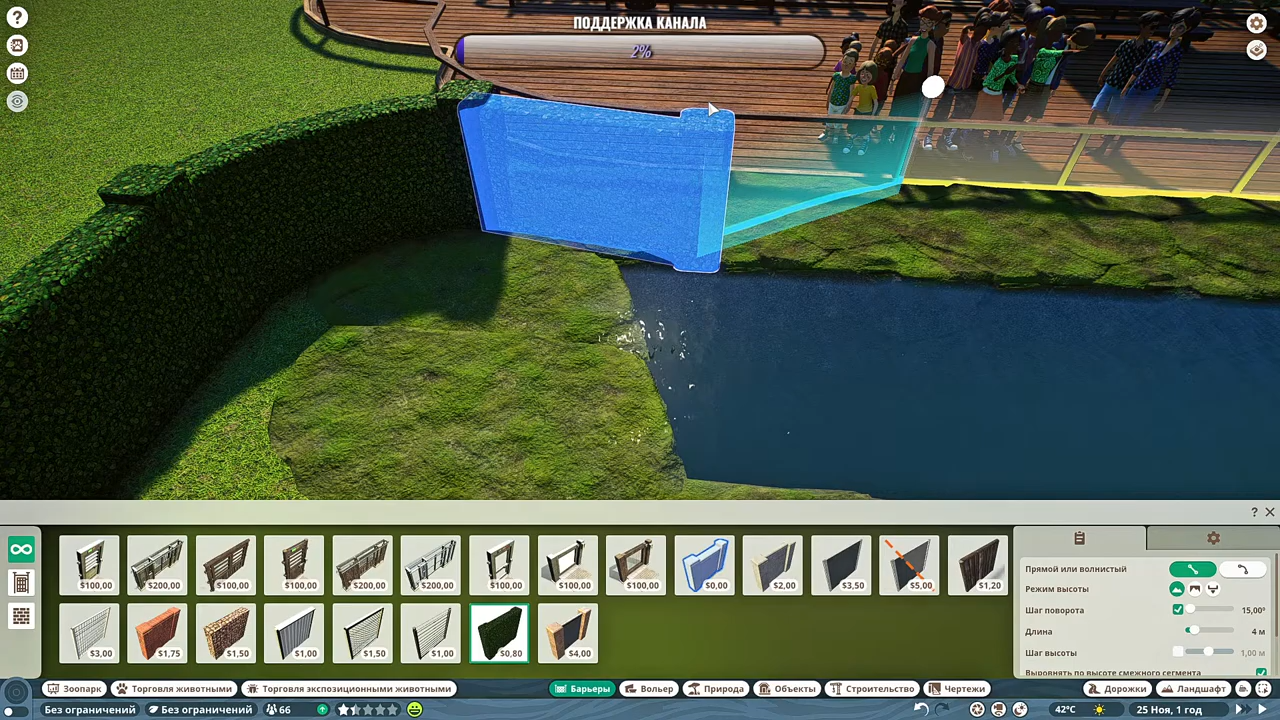 ПОДДЕРЖКА КАНАЛА
2%
?
? ×
$100,00 $200,00 $100,00 $100,00 $200,00 $200,00 $100,00 $100,00 $100,00 $0,00 $2,00 $3,50 $5,00 $1,20
$3,00 $1,75 $1,50 $1,00 $1,50 $1,00 $0,80 $4,00
Прямой или волнистый
Режим высоты
Шаг поворота 15,00°
Длина 4 м
Шаг высоты 1,00 м
Выровнять по высоте смежного сегмента
Зоопарк Торговля животными Торговля экспозиционными животными Барьеры Вольер Природа Объекты Строительство Чертежи Дорожки Ландшафт
Без ограничений Без ограничений 66 42°C 25 Ноя, 1 год